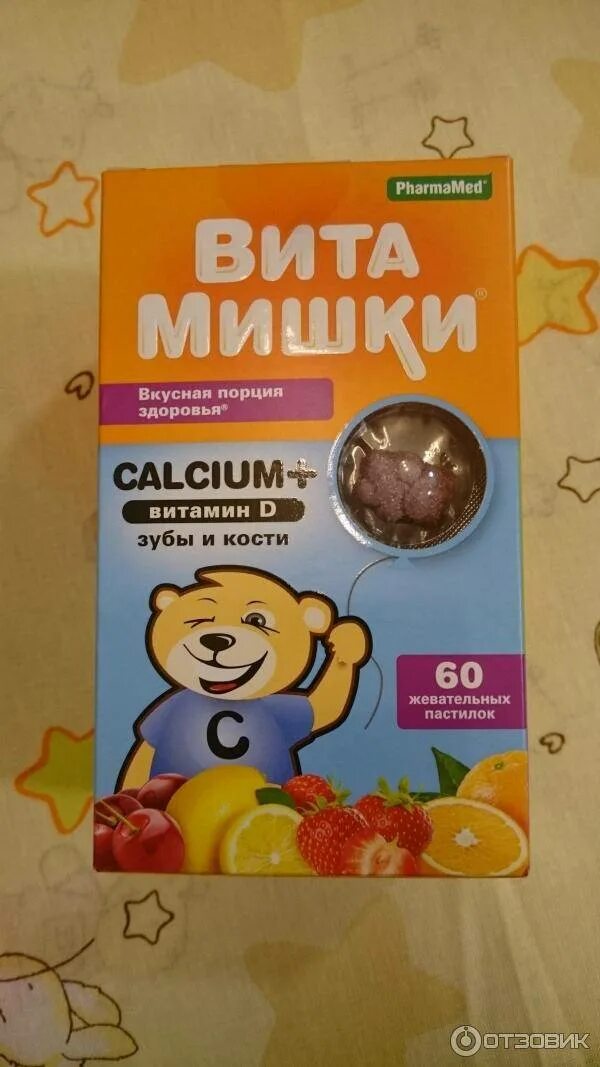 PharmaMed®
ВИТА
МИШКИ®
Вкусная порция
здоровья®
CALCIUM+
витамин D
зубы и кости
60
жевательных
пастилок
C
ОТЗОВИК